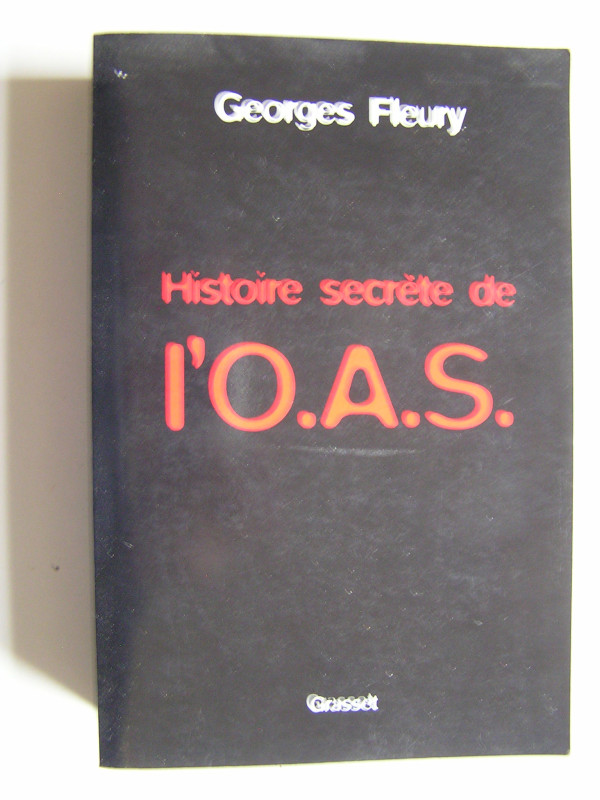 Georges Fleury
Histoire secrète de
l'O.A.S.
Grasset